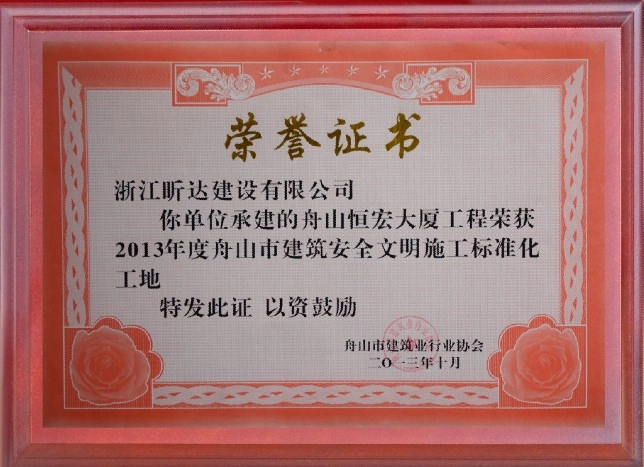 荣誉证书
浙江昕达建设有限公司
你单位承建的舟山恒宏大厦工程荣获
2013年度舟山市建筑安全文明施工标准化
工地
特发此证 以资鼓励
舟山市建筑业行业协会
二〇一三年十月